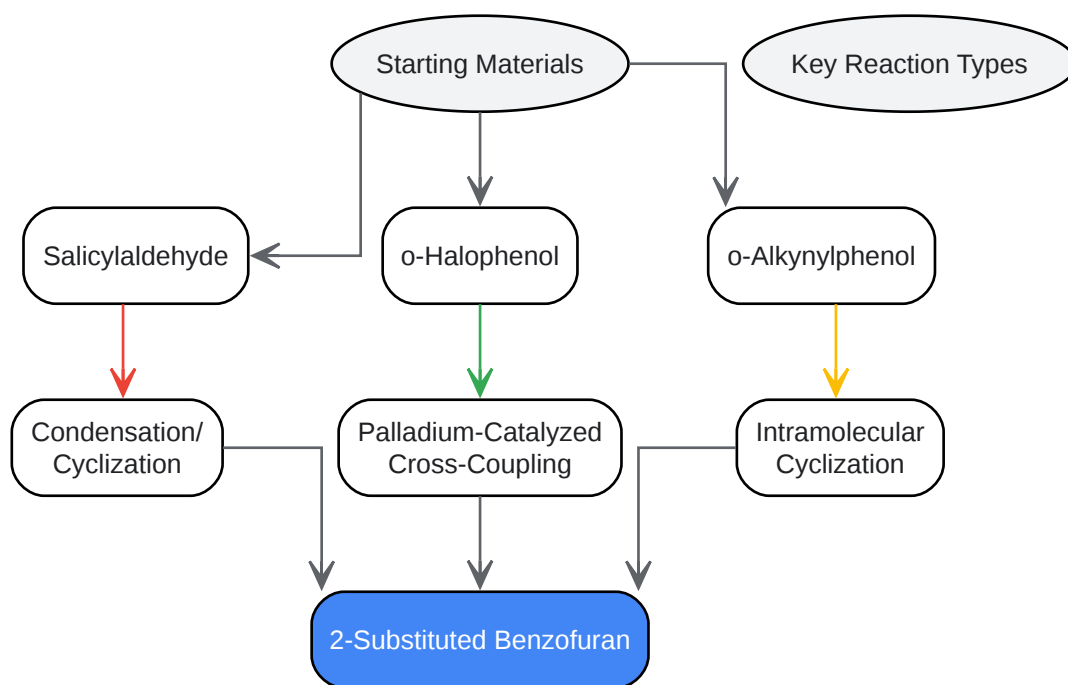 Starting Materials
Key Reaction Types
Salicylaldehyde
o-Halophenol
o-Alkynylphenol
Condensation/
Cyclization
Palladium-Catalyzed
Cross-Coupling
Intramolecular
Cyclization
2-Substituted Benzofuran